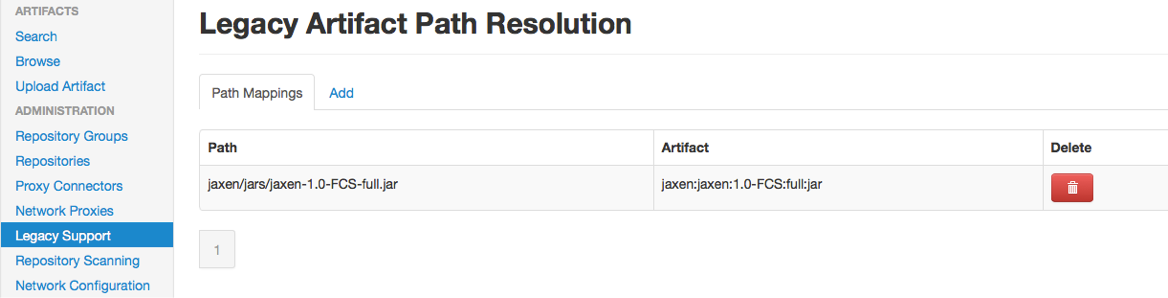 ARTIFACTS
Search
Browse
Upload Artifact
ADMINISTRATION
Repository Groups
Repositories
Proxy Connectors
Network Proxies
Legacy Support
Repository Scanning
Network Configuration
Legacy Artifact Path Resolution
Path Mappings Add
Path Artifact Delete
jaxen/jars/jaxen-1.0-FCS-full.jar jaxen:jaxen:1.0-FCS:full:jar
1